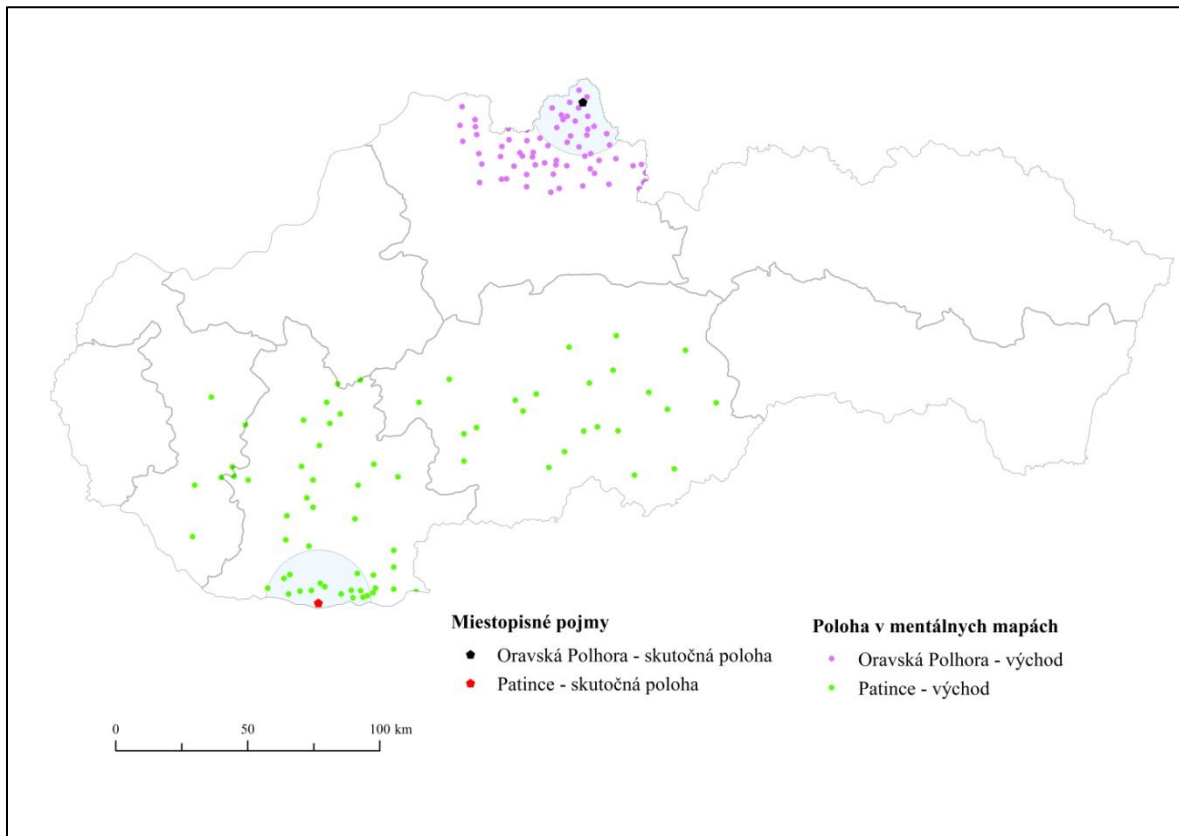 Miestopisné pojmy
Oravská Polhora - skutočná poloha
Patince - skutočná poloha
Poloha v mentálnych mapách
Oravská Polhora - východ
Patince - východ
0 50 100 km